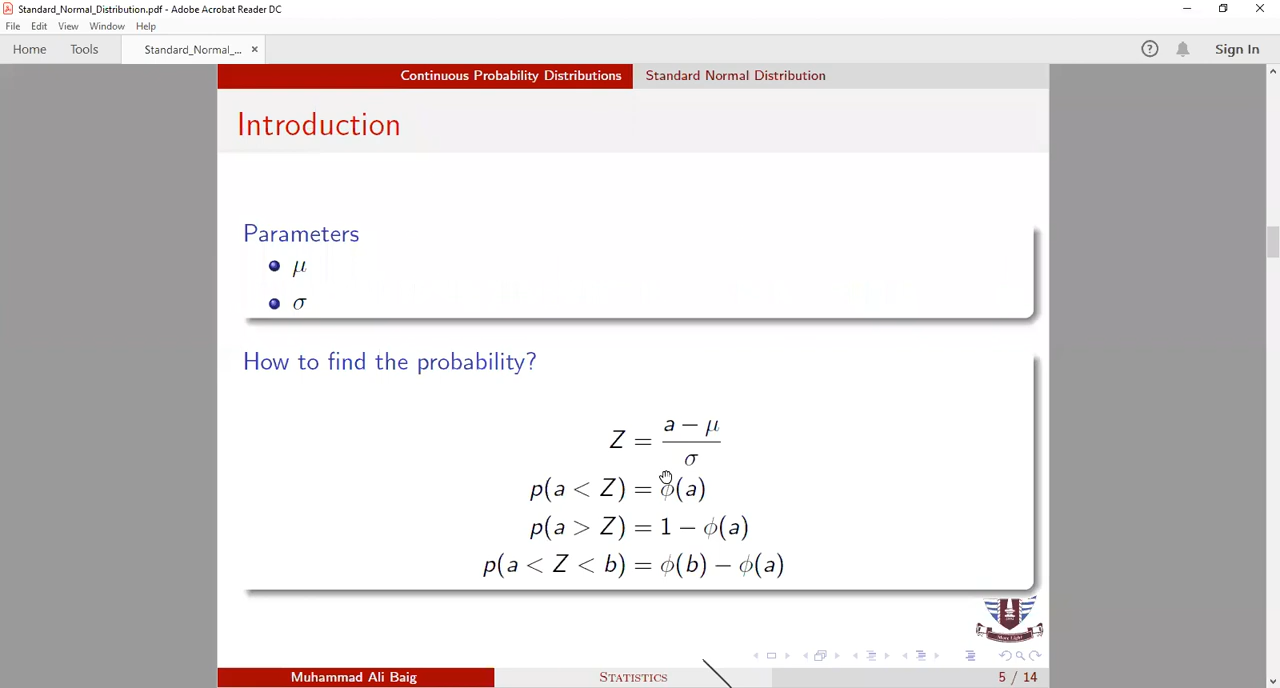 Standard_Normal_Distribution.pdf - Adobe Acrobat Reader DC
File Edit View Window Help
Home Tools Standard_Normal_... × ? Sign In
Continuous Probability Distributions Standard Normal Distribution
Introduction
Parameters
μ
σ
How to find the probability?
Z = (a − μ) / σ
p(a < Z) = ϕ(a)
p(a > Z) = 1 − ϕ(a)
p(a < Z < b) = ϕ(b) − ϕ(a)
Muhammad Ali Baig STATISTICS 5 / 14